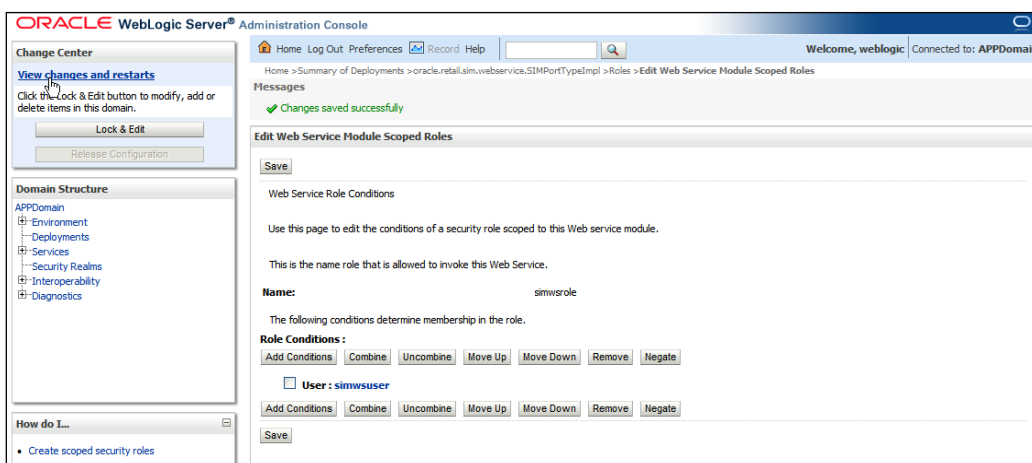 ORACLE WebLogic Server® Administration Console
Change Center
View changes and restarts
Click the Lock & Edit button to modify, add or
delete items in this domain.
Lock & Edit
Release Configuration
Domain Structure
APPDomain
Environment
Deployments
Services
Security Realms
Interoperability
Diagnostics
How do I...
Create scoped security roles
Home Log Out Preferences Record Help
Welcome, weblogic Connected to: APPDomai
Home >Summary of Deployments >oracle.retail.sim.webservice.SIMPortTypeImpl >Roles >Edit Web Service Module Scoped Roles
Messages
Changes saved successfully
Edit Web Service Module Scoped Roles
Save
Web Service Role Conditions
Use this page to edit the conditions of a security role scoped to this Web service module.
This is the name role that is allowed to invoke this Web Service.
Name: simwsrole
The following conditions determine membership in the role.
Role Conditions :
Add Conditions Combine Uncombine Move Up Move Down Remove Negate
User : simwsuser
Add Conditions Combine Uncombine Move Up Move Down Remove Negate
Save